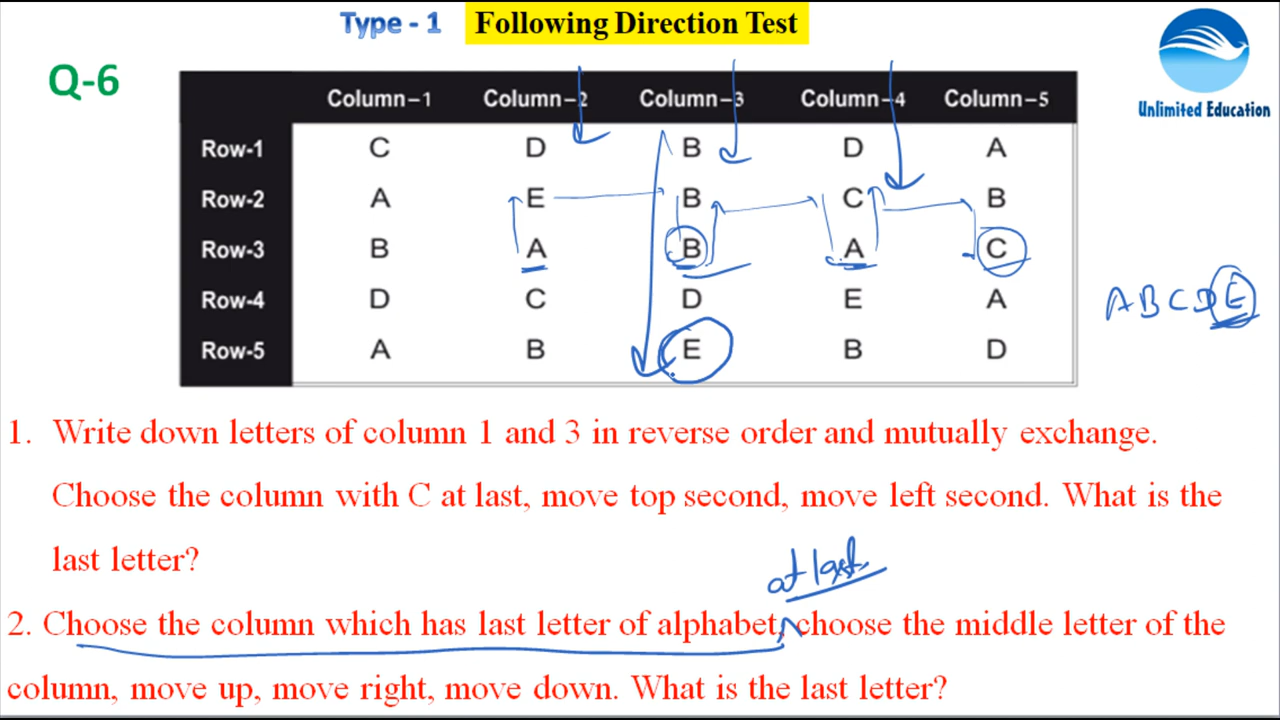 Type - 1 Following Direction Test
Q-6
Unlimited Education
Column-1 Column-2 Column-3 Column-4 Column-5
Row-1 C D B D A
Row-2 A E B C B
Row-3 B A B A C
Row-4 D C D E A
Row-5 A B E B D
A B C D E
1. Write down letters of column 1 and 3 in reverse order and mutually exchange.
Choose the column with C at last, move top second, move left second. What is the
last letter?
at last
2. Choose the column which has last letter of alphabet, choose the middle letter of the
column, move up, move right, move down. What is the last letter?